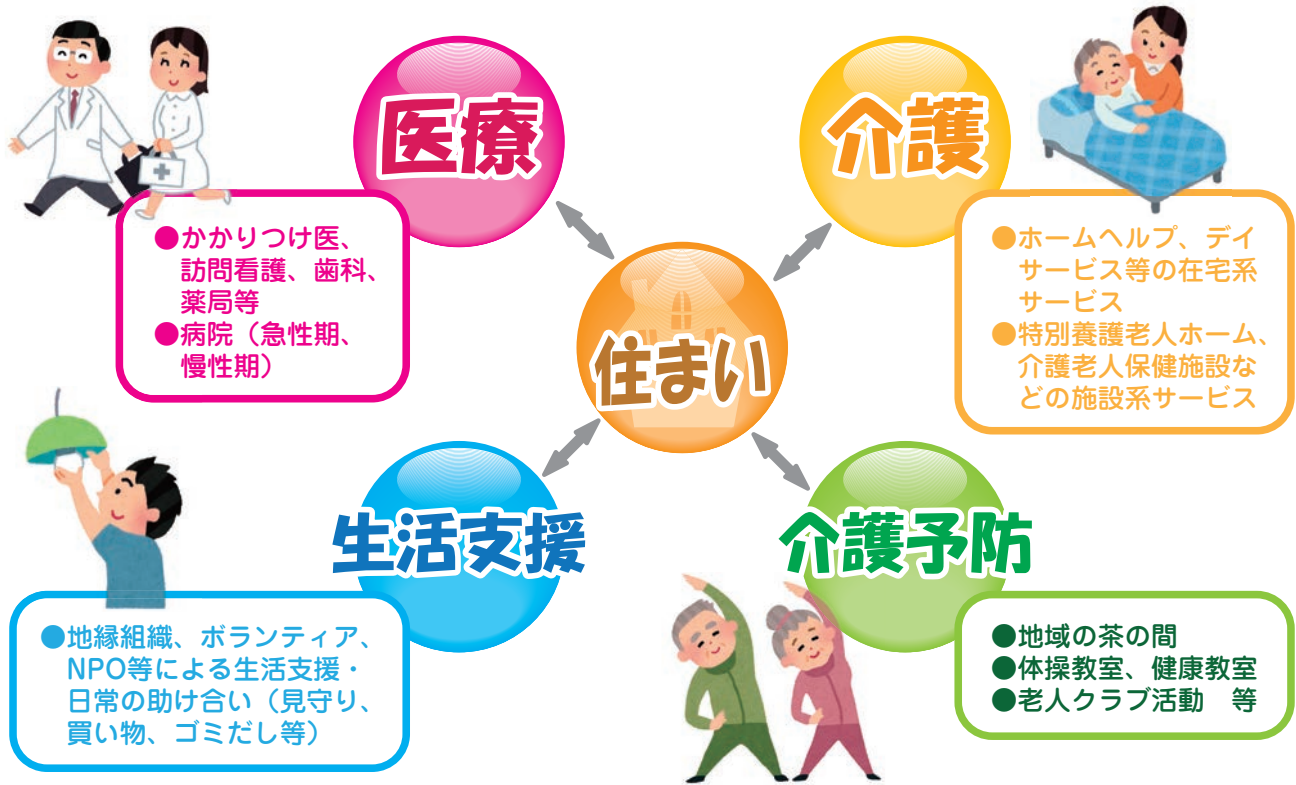 医療
●かかりつけ医、
訪問看護、歯科、
薬局等
●病院（急性期、
慢性期）
介護
●ホームヘルプ、デイ
サービス等の在宅系
サービス
●特別養護老人ホーム、
介護老人保健施設な
どの施設系サービス
住まい
生活支援
●地縁組織、ボランティア、
NPO等による生活支援・
日常の助け合い（見守り、
買い物、ゴミだし等）
介護予防
●地域の茶の間
●体操教室、健康教室
●老人クラブ活動　等